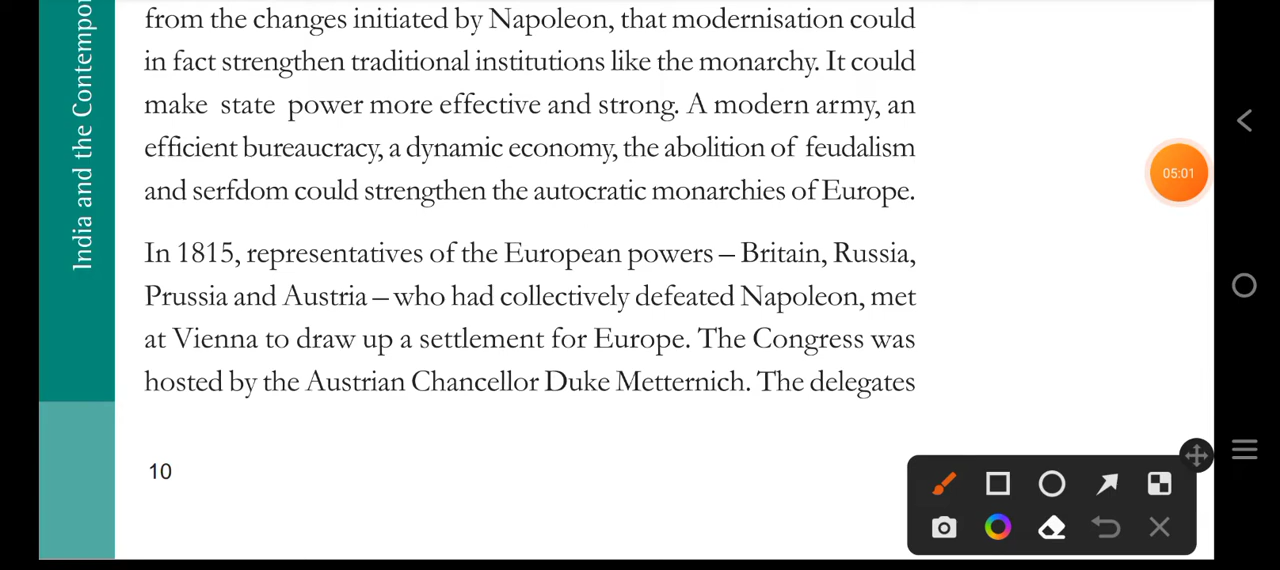 India and the Contempo
from the changes initiated by Napoleon, that modernisation could
in fact strengthen traditional institutions like the monarchy. It could
make state power more effective and strong. A modern army, an
efficient bureaucracy, a dynamic economy, the abolition of feudalism
and serfdom could strengthen the autocratic monarchies of Europe.
In 1815, representatives of the European powers – Britain, Russia,
Prussia and Austria – who had collectively defeated Napoleon, met
at Vienna to draw up a settlement for Europe. The Congress was
hosted by the Austrian Chancellor Duke Metternich. The delegates
10
05:01